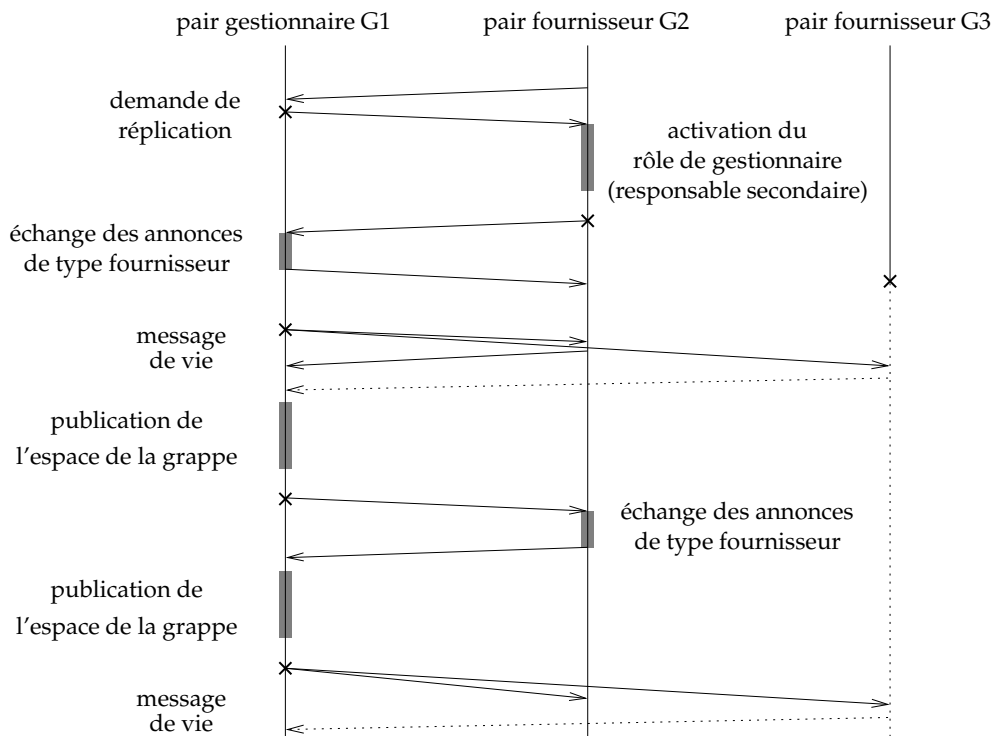 pair gestionnaire G1
pair fournisseur G2
pair fournisseur G3
demande de
réplication
activation du
rôle de gestionnaire
(responsable secondaire)
échange des annonces
de type fournisseur
message
de vie
publication de
l'espace de la grappe
échange des annonces
de type fournisseur
publication de
l'espace de la grappe
message
de vie